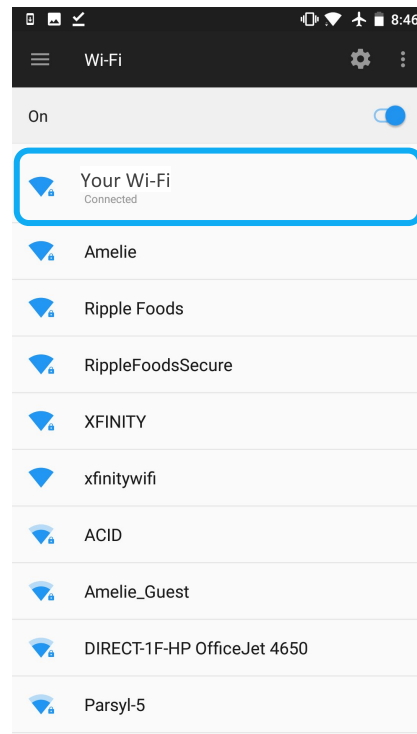 8:46
Wi-Fi
On
Your Wi-Fi
Connected
Amelie
Ripple Foods
RippleFoodsSecure
XFINITY
xfinitywifi
ACID
Amelie_Guest
DIRECT-1F-HP OfficeJet 4650
Parsyl-5